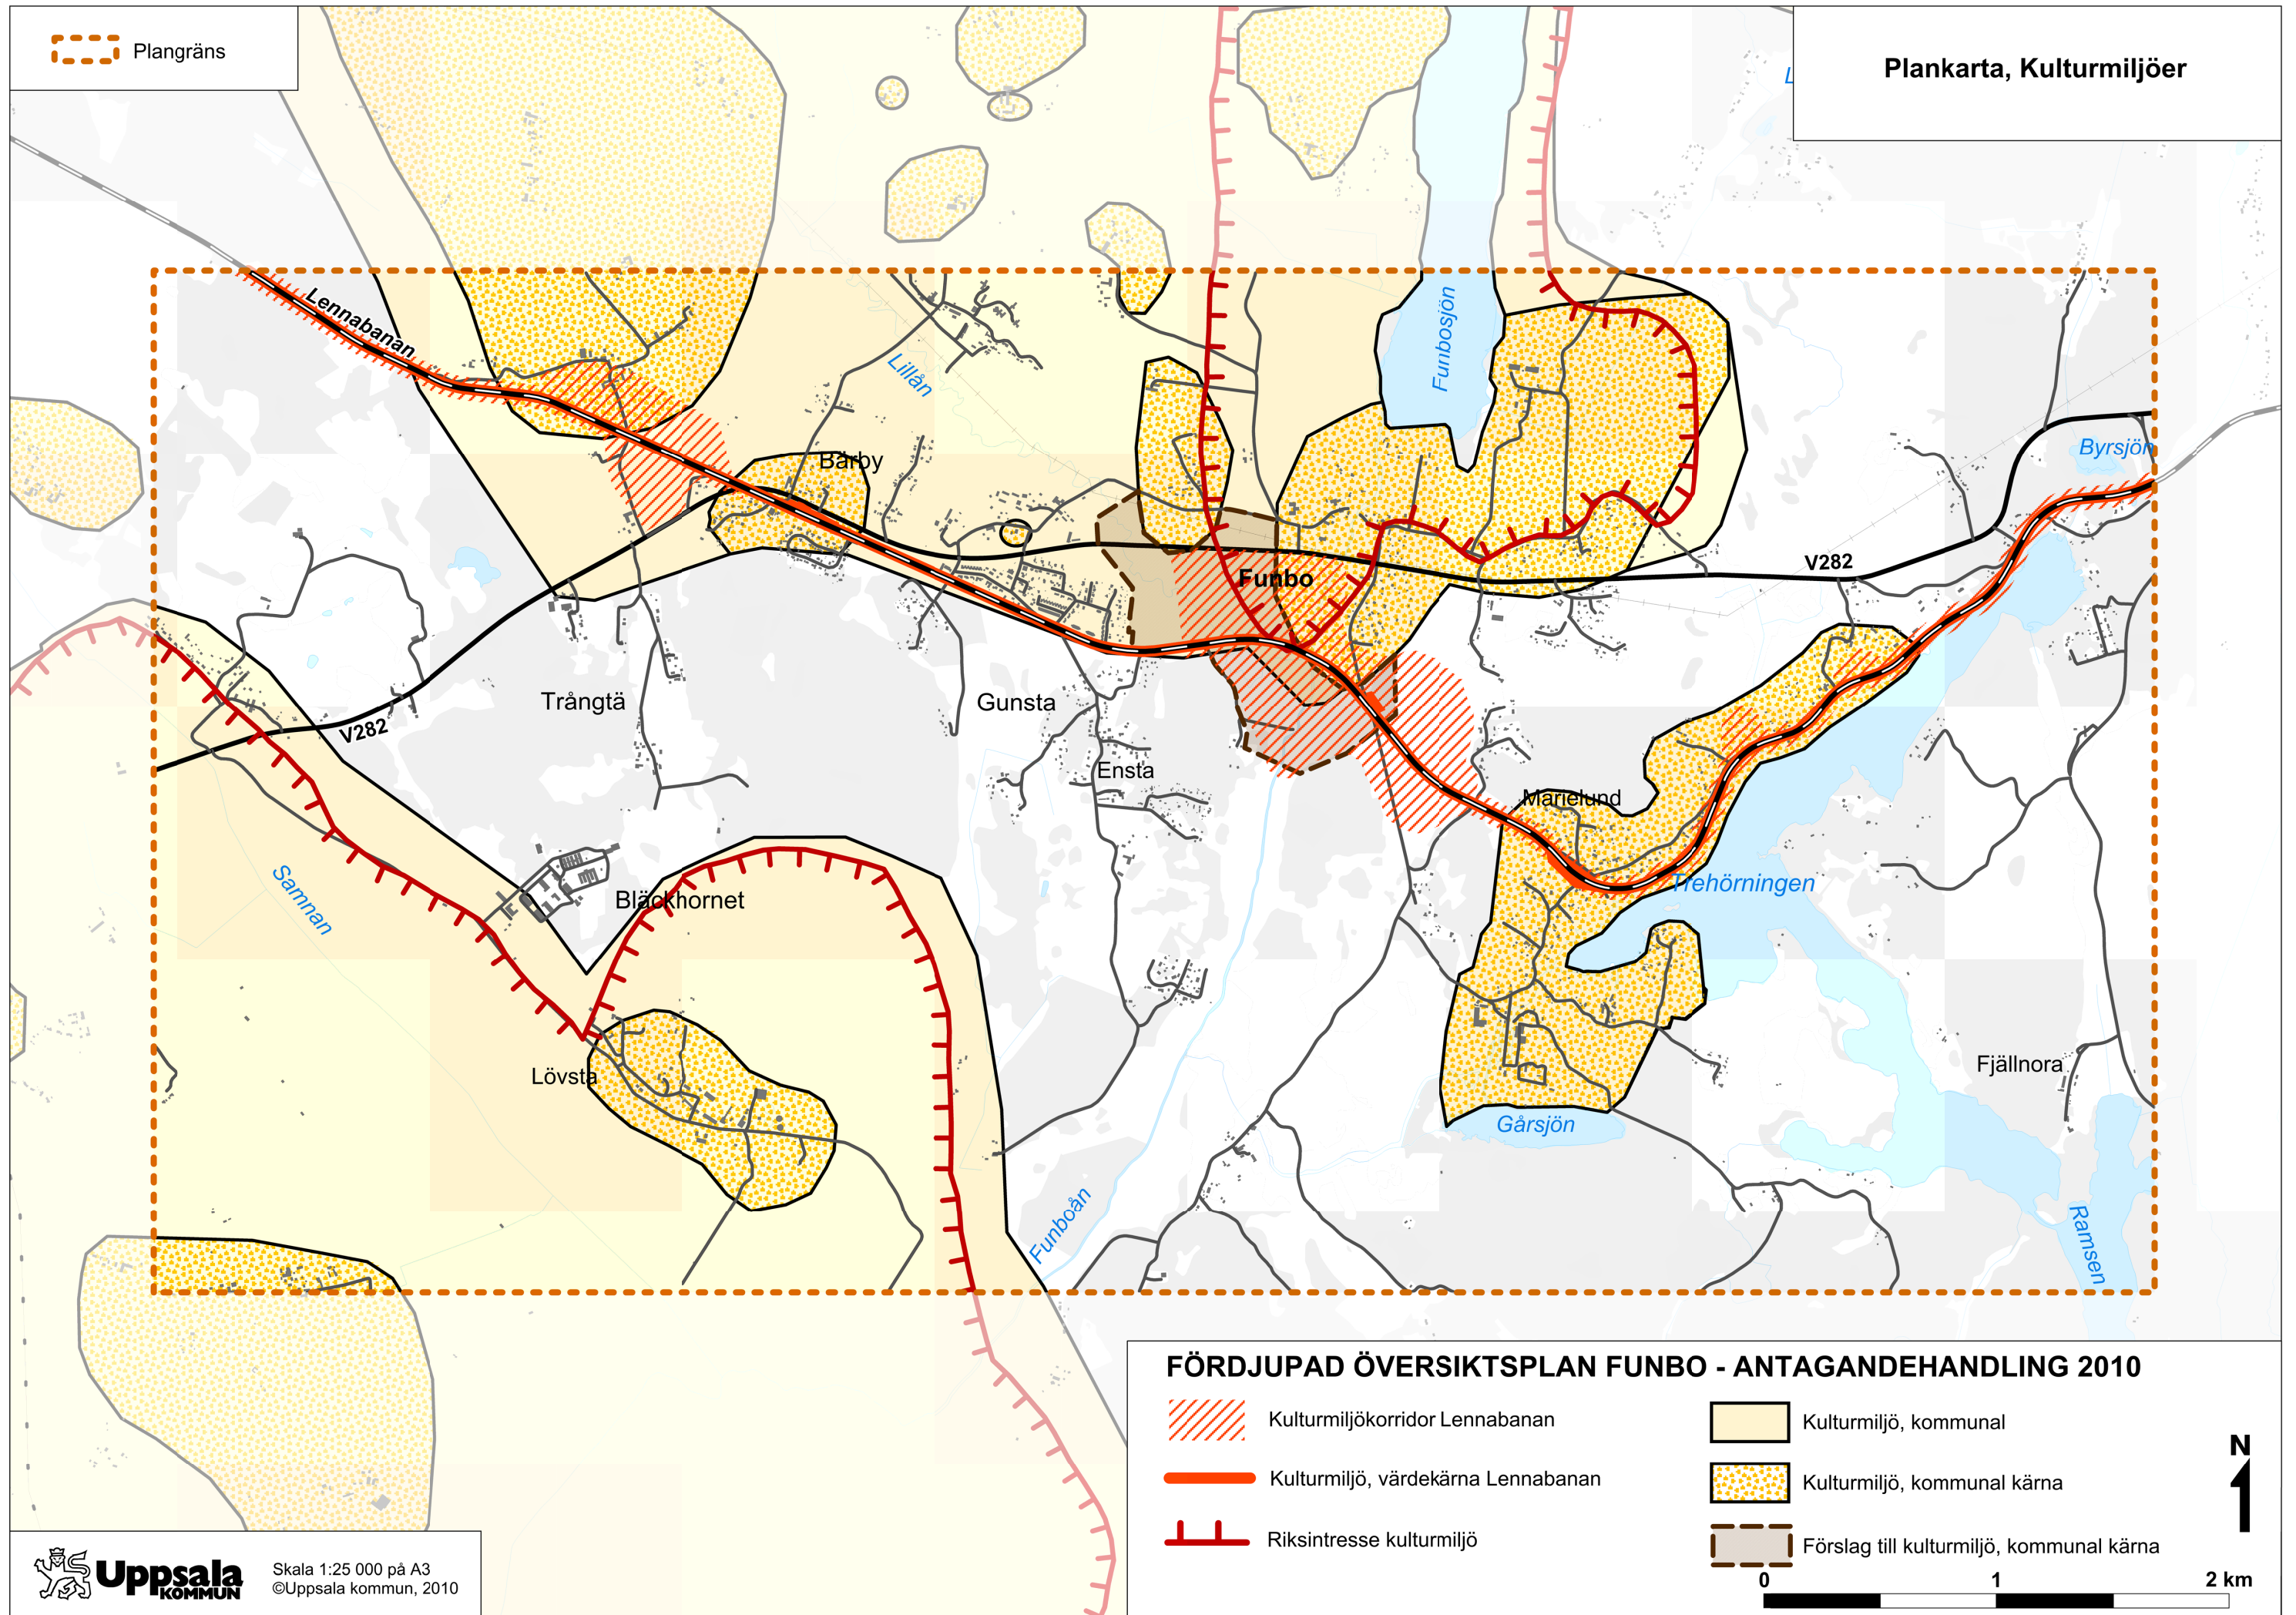 Plangräns
Plankarta, Kulturmiljöer
L
Lennabanan
Funbosjön
Lillån
Bärby
Byrsjön
V282
Funbo
Trångtä
Gunsta
V282
Ensta
Marielund
Trehörningen
Samnan
Bläckhornet
Lövsta
Fjällnora
Gårsjön
Funboån
Ramsen
FÖRDJUPAD ÖVERSIKTSPLAN FUNBO - ANTAGANDEHANDLING 2010
Kulturmiljökorridor Lennabanan
Kulturmiljö, värdekärna Lennabanan
Riksintresse kulturmiljö
Kulturmiljö, kommunal
Kulturmiljö, kommunal kärna
Förslag till kulturmiljö, kommunal kärna
N
0 1 2 km
Uppsala
KOMMUN
Skala 1:25 000 på A3
©Uppsala kommun, 2010